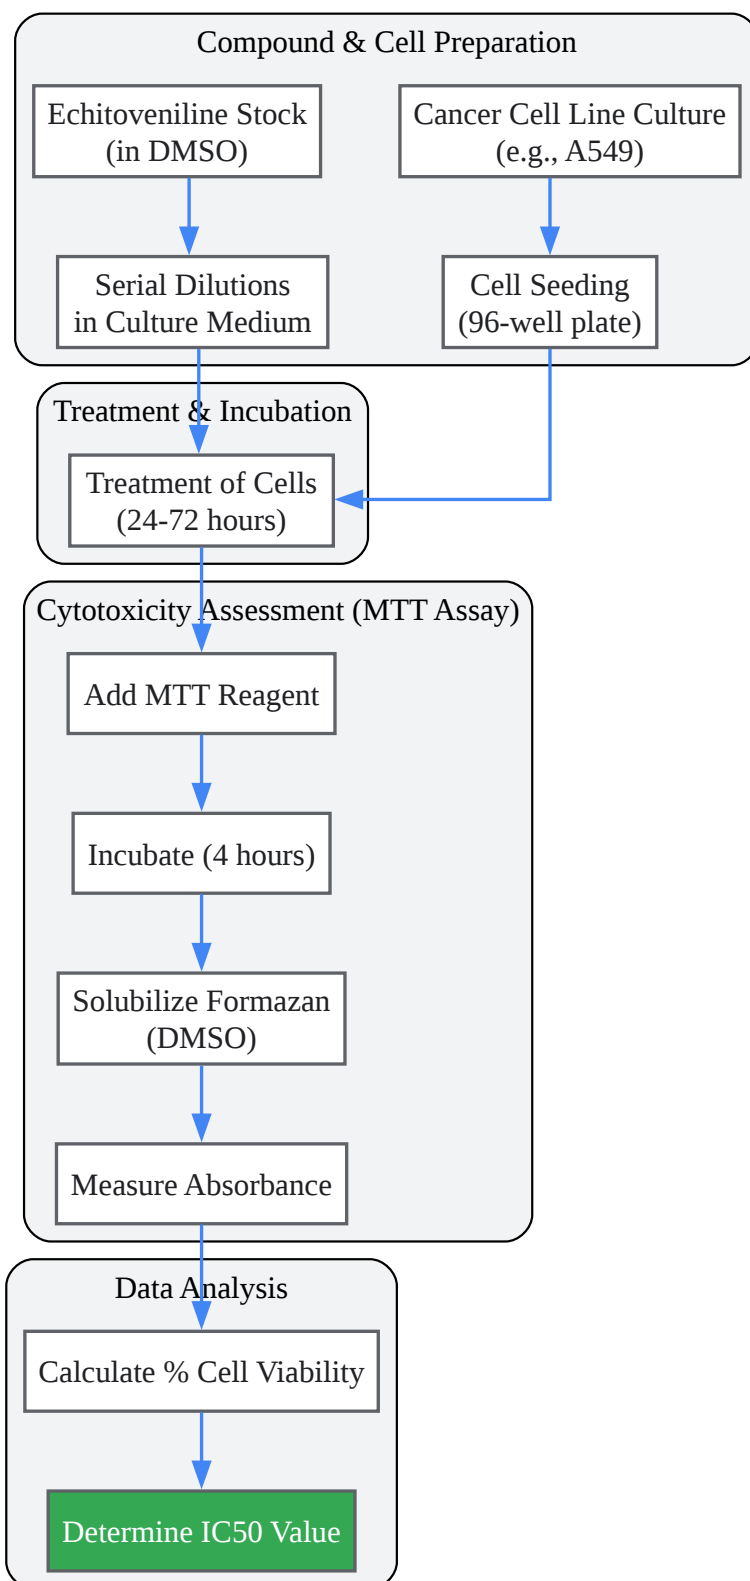 Compound & Cell Preparation
Echitoveniline Stock
(in DMSO)
Cancer Cell Line Culture
(e.g., A549)
Serial Dilutions
in Culture Medium
Cell Seeding
(96-well plate)
Treatment & Incubation
Treatment of Cells
(24-72 hours)
Cytotoxicity Assessment (MTT Assay)
Add MTT Reagent
Incubate (4 hours)
Solubilize Formazan
(DMSO)
Measure Absorbance
Data Analysis
Calculate % Cell Viability
Determine IC50 Value